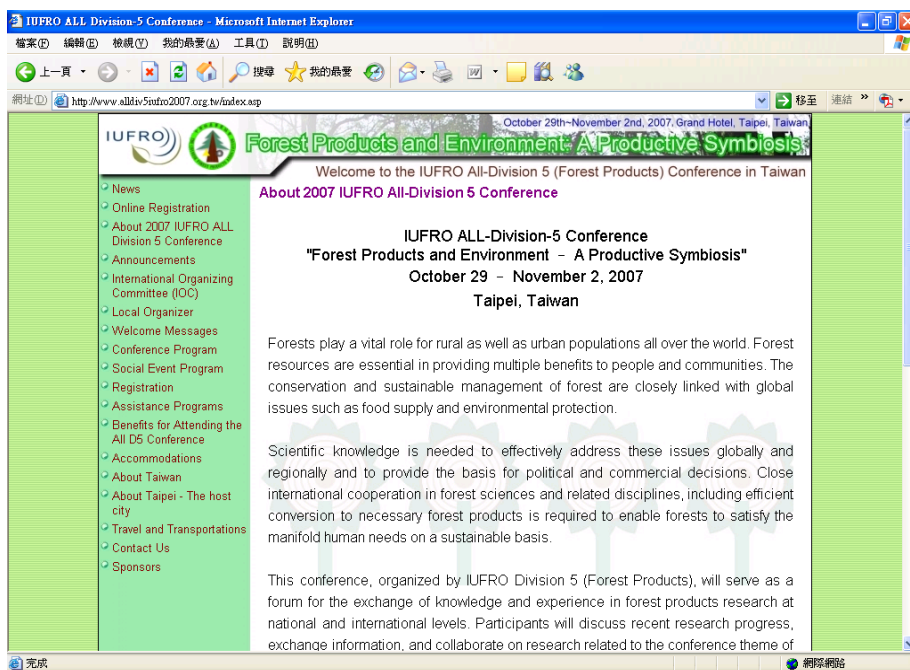 IUFRO ALL Division-5 Conference - Microsoft Internet Explorer
檔案(F) 編輯(E) 檢視(V) 我的最愛(A) 工具(T) 說明(H)
上一頁 搜尋 我的最愛
網址(D) http://www.alldiv5iufro2007.org.tw/index.asp 移至 連結 »
October 29th~November 2nd, 2007. Grand Hotel, Taipei, Taiwan
IUFRO
Forest Products and Environment: A Productive Symbiosis
Welcome to the IUFRO All-Division 5 (Forest Products) Conference in Taiwan
News
Online Registration
About 2007 IUFRO ALL
Division 5 Conference
Announcements
International Organizing
Committee (IOC)
Local Organizer
Welcome Messages
Conference Program
Social Event Program
Registration
Assistance Programs
Benefits for Attending the
All D5 Conference
Accommodations
About Taiwan
About Taipei - The host
city
Travel and Transportations
Contact Us
Sponsors
About 2007 IUFRO All-Division 5 Conference
IUFRO ALL-Division-5 Conference
"Forest Products and Environment – A Productive Symbiosis"
October 29 – November 2, 2007
Taipei, Taiwan
Forests play a vital role for rural as well as urban populations all over the world. Forest
resources are essential in providing multiple benefits to people and communities. The
conservation and sustainable management of forest are closely linked with global
issues such as food supply and environmental protection.
Scientific knowledge is needed to effectively address these issues globally and
regionally and to provide the basis for political and commercial decisions. Close
international cooperation in forest sciences and related disciplines, including efficient
conversion to necessary forest products is required to enable forests to satisfy the
manifold human needs on a sustainable basis.
This conference, organized by IUFRO Division 5 (Forest Products), will serve as a
forum for the exchange of knowledge and experience in forest products research at
national and international levels. Participants will discuss recent research progress,
exchange information, and collaborate on research related to the conference theme of
完成 網際網路